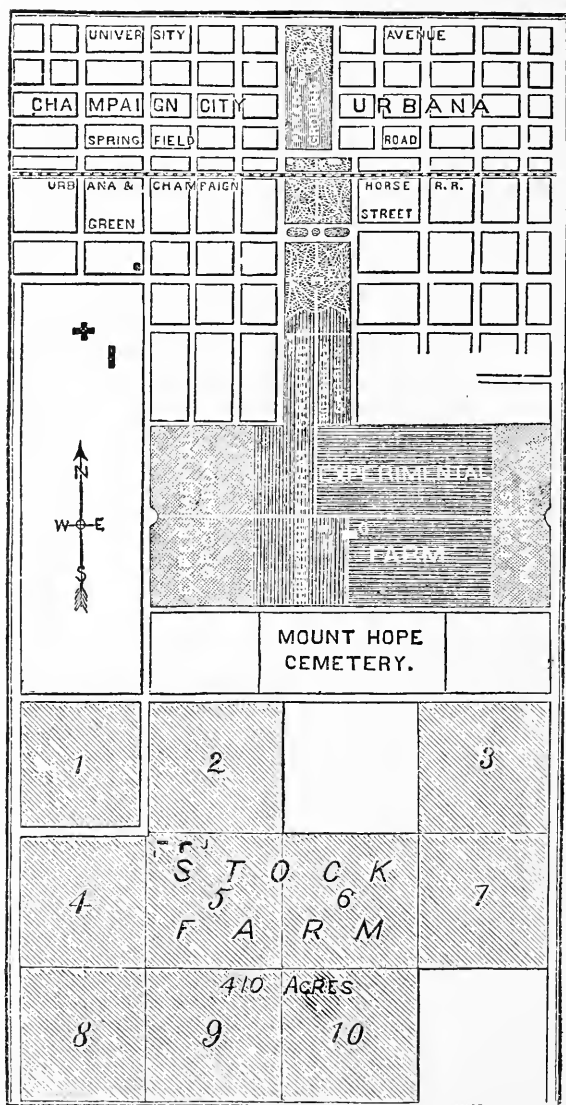 UNIVERSITY AVENUE
CHAMPAIGN CITY URBANA
SPRINGFIELD ROAD
URBANA & CHAMPAIGN HORSE R.R.
GREEN STREET
N
W E
S
EXPERIMENTAL
FARM
MOUNT HOPE
CEMETERY.
1 2 3
STOCK
4 5 6 7
FARM
410 ACRES
8 9 10